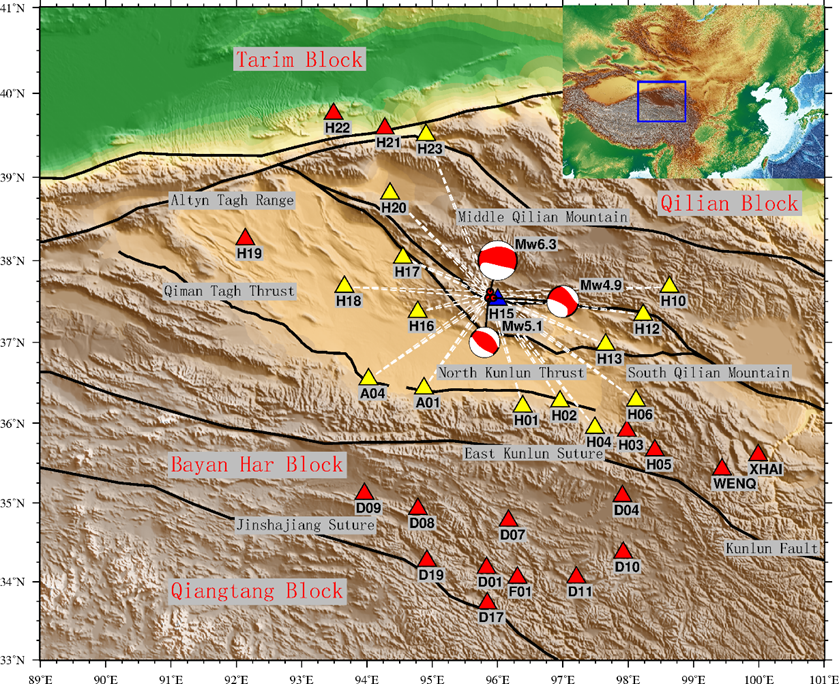 41°N
Tarim Block
40°N
H22
H21
H23
39°N
Altyn Tagh Range
H20
Middle Qilian Mountain
Qilian Block
H19
Mw6.3
38°N
H17
Qiman Tagh Thrust
H18
Mw4.9
H10
H16
H15
Mw5.1
H12
37°N
H13
North Kunlun Thrust
South Qilian Mountain
A04
A01
H01
H02
H06
36°N
H04
H03
East Kunlun Suture
H05
Bayan Har Block
WENQ
XHAI
35°N
D09
D08
D07
D04
Jinshajiang Suture
Kunlun Fault
D19
D10
34°N
D01
F01
D11
Qiangtang Block
D17
33°N
89°E 90°E 91°E 92°E 93°E 94°E 95°E 96°E 97°E 98°E 99°E 100°E 101°E